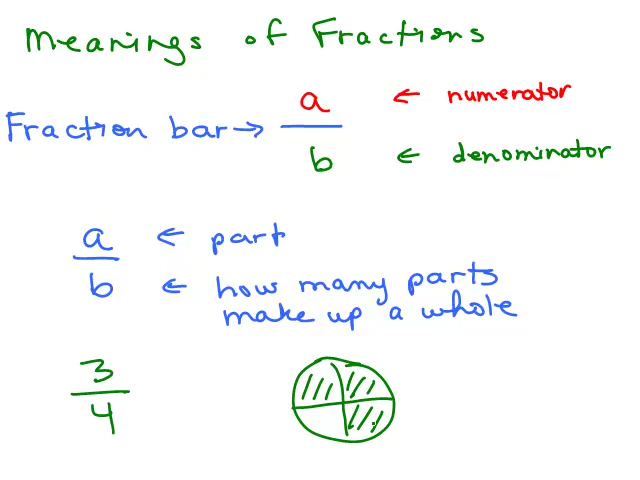 Meanings of Fractions
a ← numerator
Fraction bar →
b ← denominator
a ← part
b ← how many parts
make up a whole
3
4